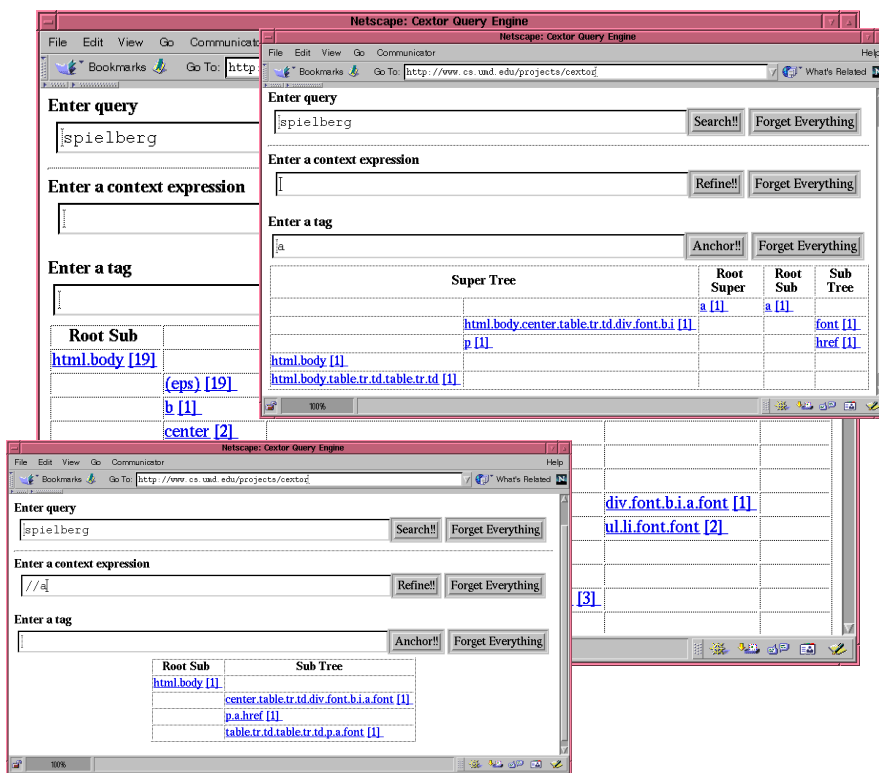 Netscape: Cextor Query Engine
File Edit View Go Communicator
Bookmarks Go To: http:
Enter query
spielberg
Enter a context expression
Enter a tag
Root Sub
html.body [19]
(eps) [19]
b [1]
center [2]
div.font.b.i.a.font [1]
ul.li.font.font [2]
[3]
Netscape: Cextor Query Engine
File Edit View Go Communicator Help
Bookmarks Go To: http://www.cs.umd.edu/projects/cextor What's Related N
Enter query
spielberg Search!! Forget Everything
Enter a context expression
Refine!! Forget Everything
Enter a tag
a Anchor!! Forget Everything
Super Tree Root Super Root Sub Sub Tree
a [1] a [1]
html.body.center.table.tr.td.div.font.b.i [1] font [1]
p [1] href [1]
html.body [1]
html.body.table.tr.td.table.tr.td [1]
100%
Netscape: Cextor Query Engine
File Edit View Go Communicator Help
Bookmarks Go To: http://www.cs.umd.edu/projects/cextor What's Related N
Enter query
spielberg Search!! Forget Everything
Enter a context expression
//a Refine!! Forget Everything
Enter a tag
Anchor!! Forget Everything
Root Sub Sub Tree
html.body [1]
center.table.tr.td.div.font.b.i.a.font [1]
p.a.href [1]
table.tr.td.table.tr.td.p.a.font [1]
100%